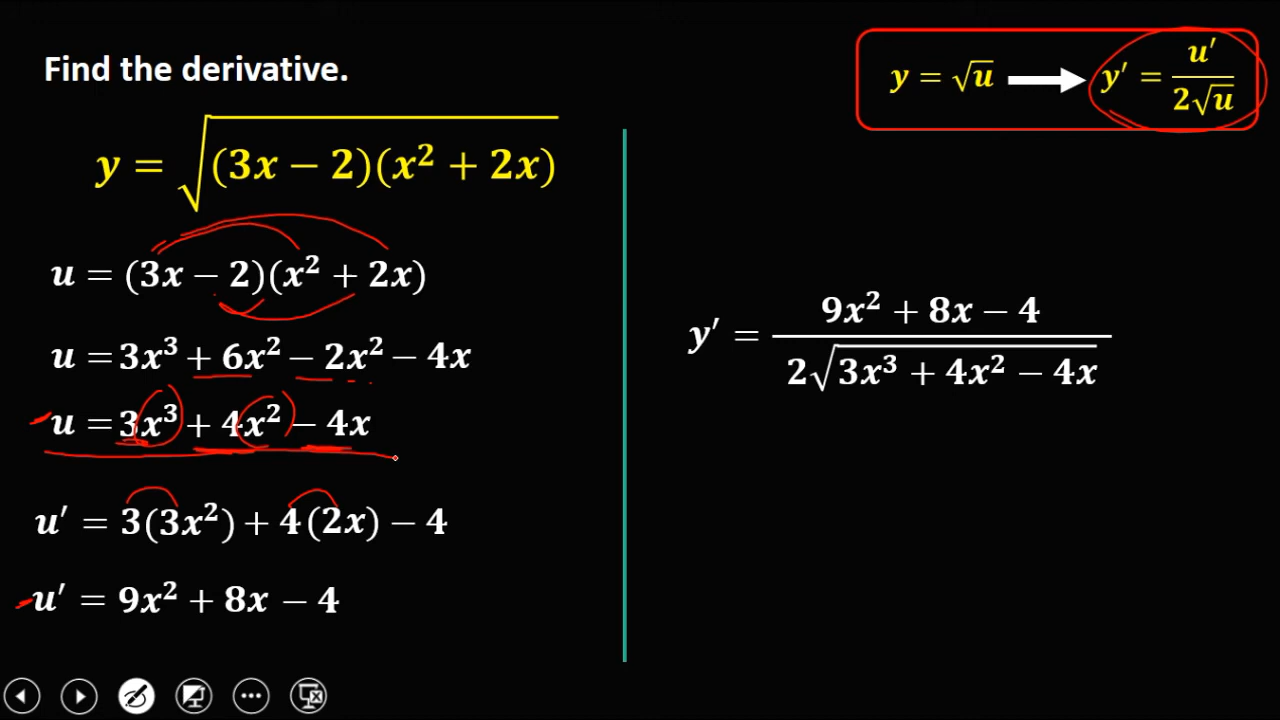 Find the derivative.
y = √u → y′ = u′ / 2√u
y = √(3x − 2)(x² + 2x)
u = (3x − 2)(x² + 2x)
u = 3x³ + 6x² − 2x² − 4x
u = 3x³ + 4x² − 4x
u′ = 3(3x²) + 4(2x) − 4
u′ = 9x² + 8x − 4
y′ = 9x² + 8x − 4 / 2√3x³ + 4x² − 4x